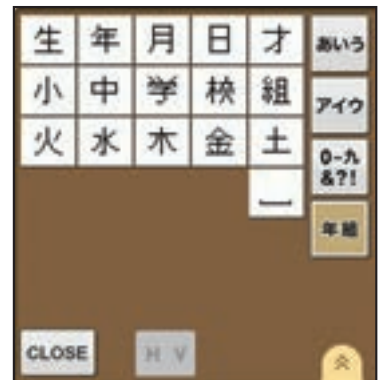 生 年 月 日 才
小 中 学 校 組
火 水 木 金 土
あいう
アイウ
0-九
&?!
年組
CLOSE
H V